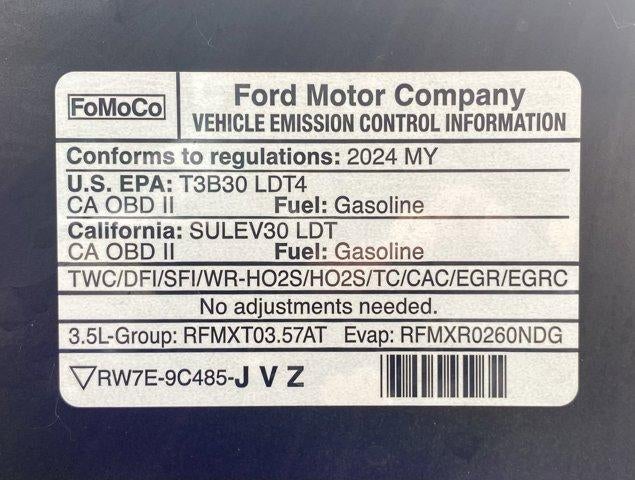 FoMoCo
Ford Motor Company
VEHICLE EMISSION CONTROL INFORMATION
Conforms to regulations: 2024 MY
U.S. EPA: T3B30 LDT4
CA OBD II Fuel: Gasoline
California: SULEV30 LDT
CA OBD II Fuel: Gasoline
TWC/DFI/SFI/WR-HO2S/HO2S/TC/CAC/EGR/EGRC
No adjustments needed.
3.5L-Group: RFMXT03.57AT Evap: RFMXR0260NDG
RW7E-9C485-J V Z